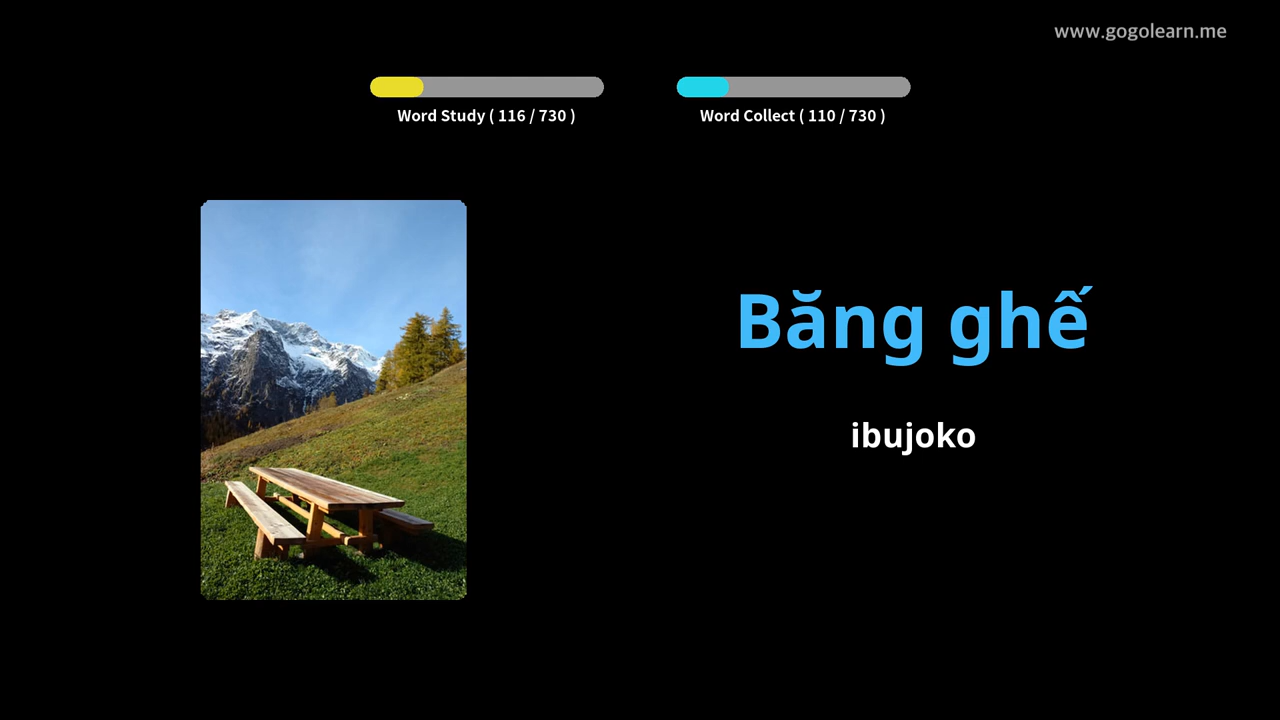 www.gogolearn.me
Word Study ( 116 / 730 )
Word Collect ( 110 / 730 )
Băng ghế
ibujoko